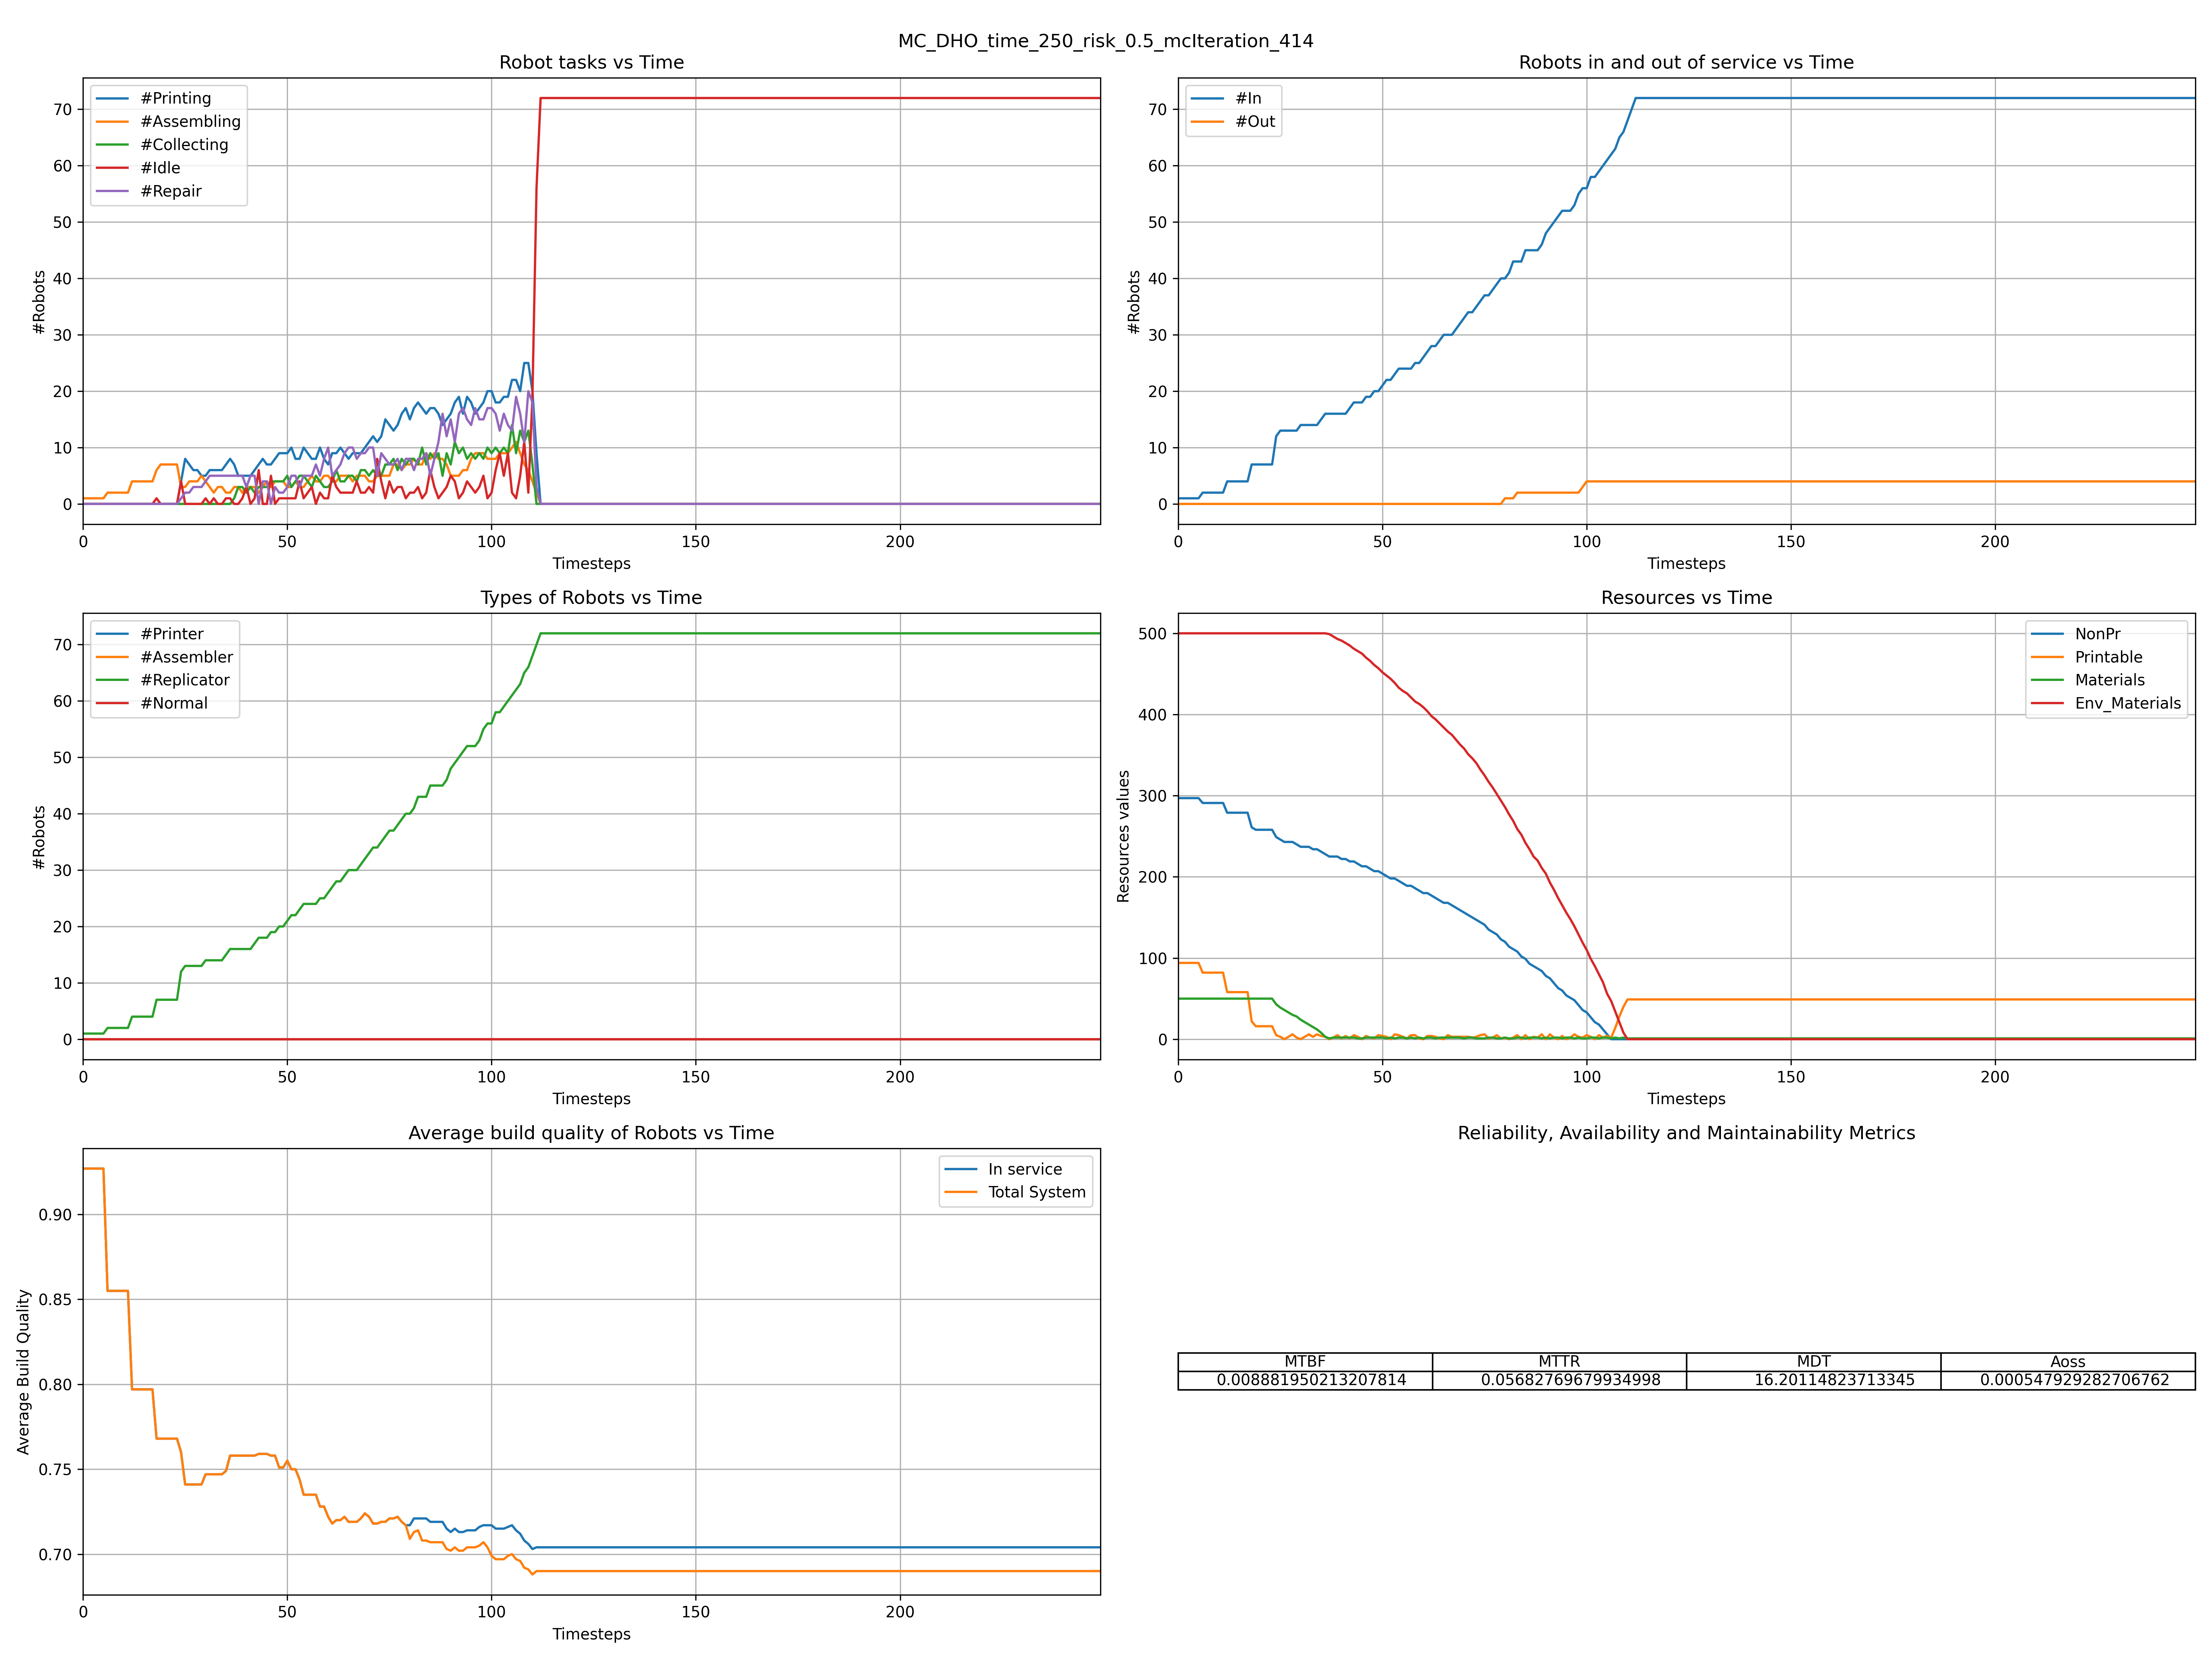 MC_DHO_time_250_risk_0.5_mcIteration_414
Robot tasks vs Time
#Robots
70
60
50
40
30
20
10
0
#Printing
#Assembling
#Collecting
#Idle
#Repair
0 50 100 150 200
Timesteps
Robots in and out of service vs Time
#Robots
70
60
50
40
30
20
10
0
#In
#Out
0 50 100 150 200
Timesteps
Types of Robots vs Time
#Robots
70
60
50
40
30
20
10
0
#Printer
#Assembler
#Replicator
#Normal
0 50 100 150 200
Timesteps
Resources vs Time
Resources values
500
400
300
200
100
0
NonPr
Printable
Materials
Env_Materials
0 50 100 150 200
Timesteps
Average build quality of Robots vs Time
Average Build Quality
0.90
0.85
0.80
0.75
0.70
In service
Total System
0 50 100 150 200
Timesteps
Reliability, Availability and Maintainability Metrics
MTBF MTTR MDT Aoss
0.008881950213207814 0.05682769679934998 16.20114823713345 0.000547929282706762